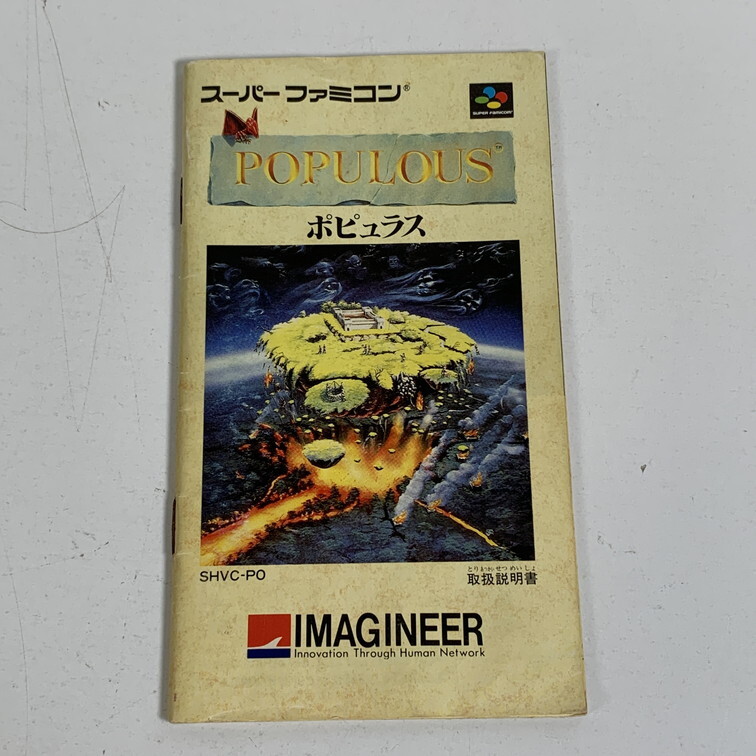 スーパーファミコン®
SUPER FAMICOM
POPULOUS™
ポピュラス
SHVC-PO
とりあつかいせつめいしょ
取扱説明書
IMAGINEER
Innovation Through Human Network